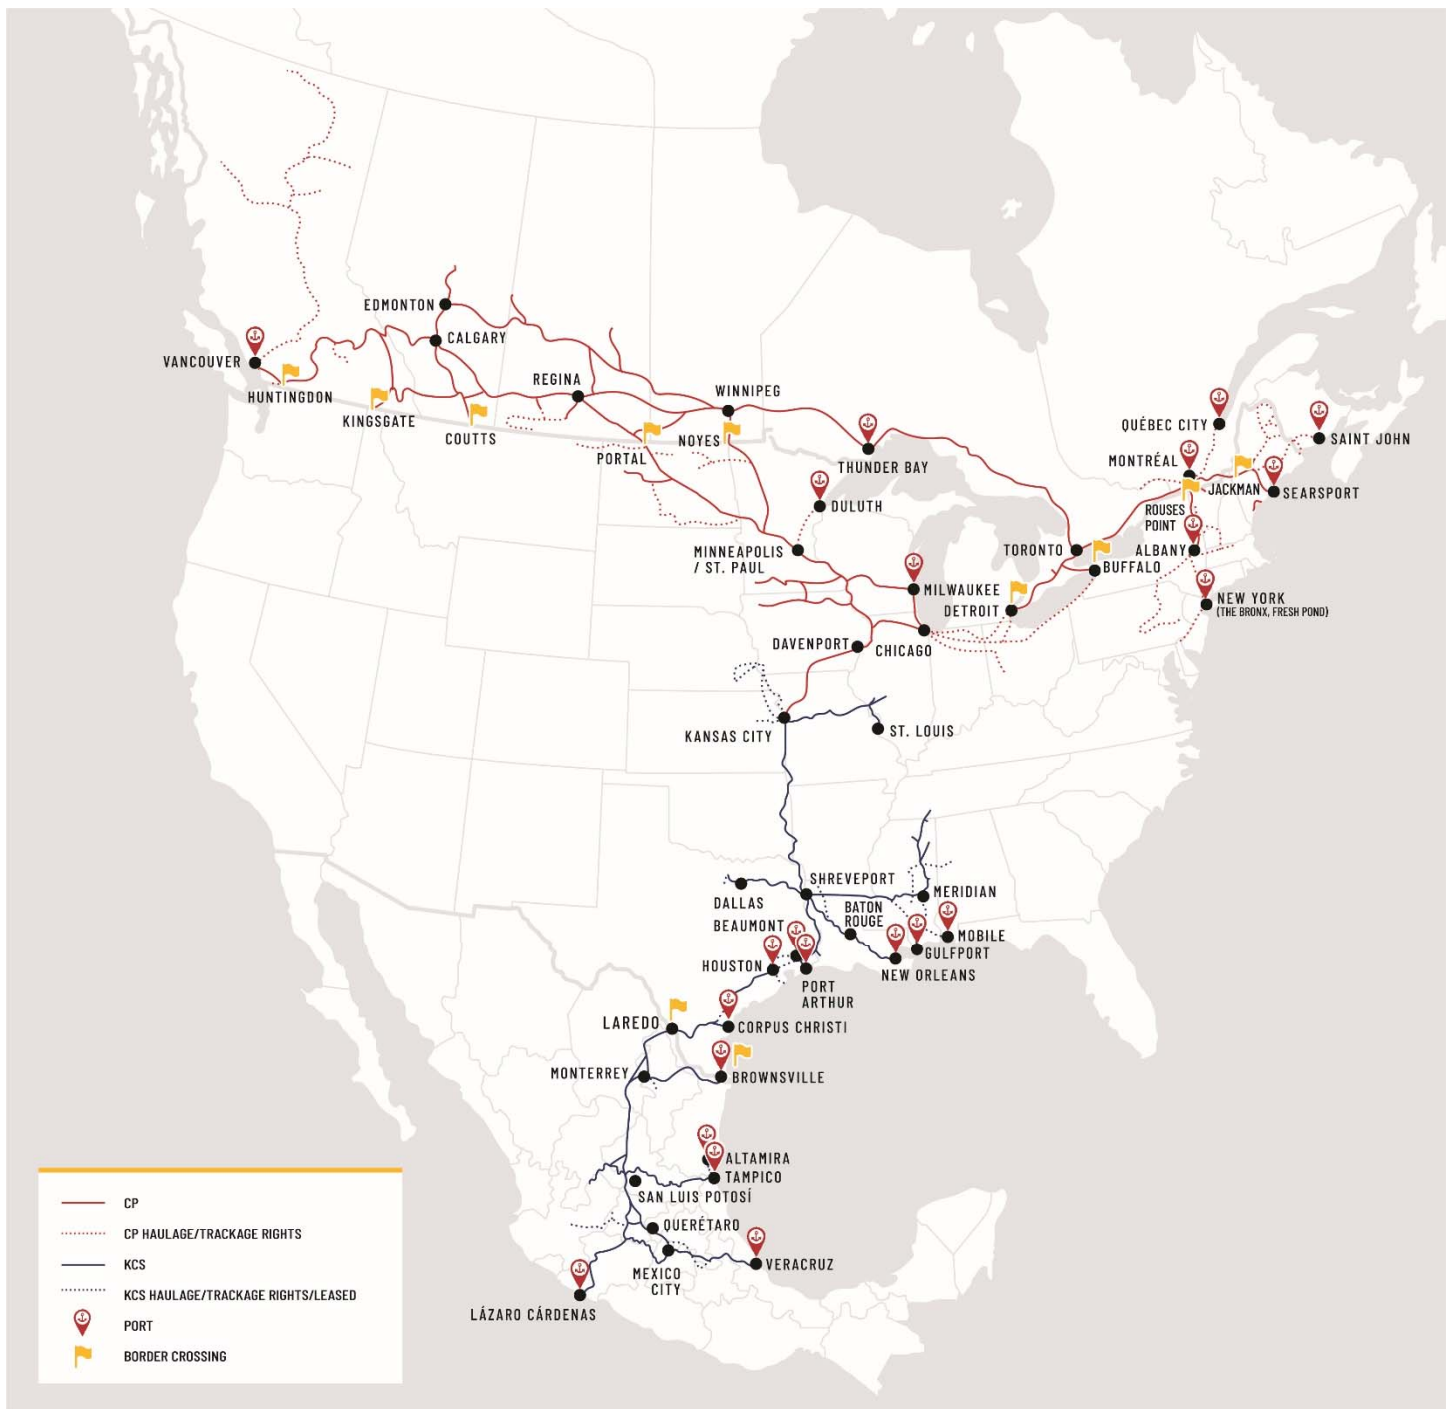 EDMONTON
CALGARY
VANCOUVER
HUNTINGDON
KINGSGATE
COUTTS
REGINA
WINNIPEG
PORTAL
NOYES
THUNDER BAY
DULUTH
MINNEAPOLIS
/ ST. PAUL
MILWAUKEE
DETROIT
TORONTO
BUFFALO
QUÉBEC CITY
SAINT JOHN
MONTRÉAL
JACKMAN
SEARSPORT
ROUSES
POINT
ALBANY
NEW YORK
(THE BRONX, FRESH POND)
DAVENPORT
CHICAGO
KANSAS CITY
ST. LOUIS
SHREVEPORT
DALLAS
MERIDIAN
BATON
ROUGE
BEAUMONT
MOBILE
GULFPORT
HOUSTON
NEW ORLEANS
PORT
ARTHUR
LAREDO
CORPUS CHRISTI
MONTERREY
BROWNSVILLE
ALTAMIRA
TAMPICO
SAN LUIS POTOSÍ
QUERÉTARO
MEXICO
CITY
VERACRUZ
LÁZARO CÁRDENAS
CP
CP HAULAGE/TRACKAGE RIGHTS
KCS
KCS HAULAGE/TRACKAGE RIGHTS/LEASED
PORT
BORDER CROSSING